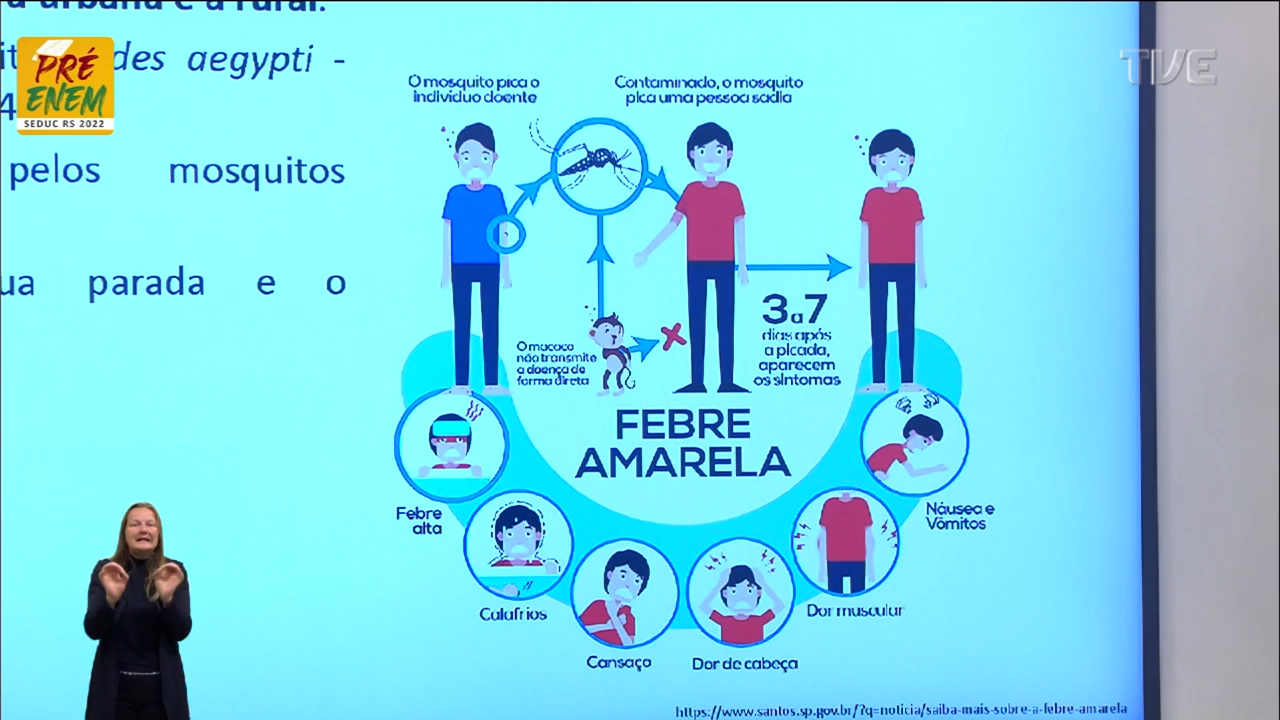 urbana e a rural.
des aegypti -
pelos mosquitos
parada e o
PRÉ
ENEM
SEDUC RS 2022
TVE
O mosquito pica o
indivíduo doente
Contaminado, o mosquito
pica uma pessoa sadia
O macaco
não transmite
a doença de
forma direta
3 a 7
dias após
a picada,
aparecem
os sintomas
FEBRE
AMARELA
Febre
alta
Calafrios
Cansaço
Dor de cabeça
Dor muscular
Náusea e
Vômitos
https://www.santos.sp.gov.br/?q=noticia/saiba-mais-sobre-a-febre-amarela